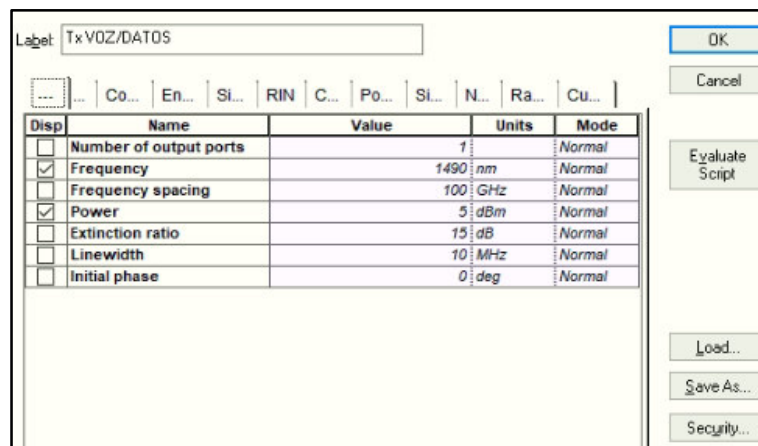 Label: Tx VOZ/DATOS
OK
Cancel
--- ... Co... En... Si... RIN C... Po... Si... N... Ra... Cu...
Disp Name Value Units Mode
Number of output ports 1 Normal
Frequency 1490 nm Normal
Frequency spacing 100 GHz Normal
Power 5 dBm Normal
Extinction ratio 15 dB Normal
Linewidth 10 MHz Normal
Initial phase 0 deg Normal
Evaluate
Script
Load...
Save As...
Security...